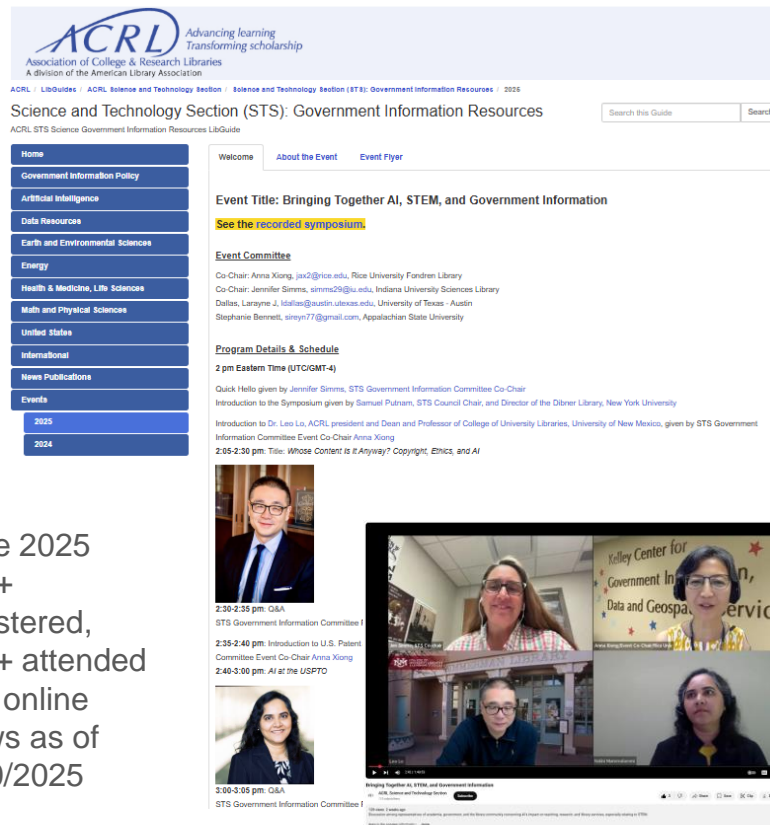 ACRL
Advancing learning
Transforming scholarship
Association of College & Research Libraries
A division of the American Library Association
ACRL / LibGuides / ACRL Science and Technology Section / Science and Technology Section (STS): Government Information Resources / 2025
Science and Technology Section (STS): Government Information Resources
ACRL STS Science Government Information Resources LibGuide
Search this Guide
Search
Home
Government Information Policy
Artificial Intelligence
Data Resources
Earth and Environmental Sciences
Energy
Health & Medicine, Life Sciences
Math and Physical Sciences
United States
International
News Publications
Events
2025
2024
Welcome
About the Event
Event Flyer
Event Title: Bringing Together AI, STEM, and Government Information
See the recorded symposium.
Event Committee
Co-Chair: Anna Xiong, jax2@rice.edu, Rice University Fondren Library
Co-Chair: Jennifer Simms, simms29@iu.edu, Indiana University Sciences Library
Dallas, Larayne J, ldallas@austin.utexas.edu, University of Texas - Austin
Stephanie Bennett, sireyn77@gmail.com, Appalachian State University
Program Details & Schedule
2 pm Eastern Time (UTC/GMT-4)
Quick Hello given by Jennifer Simms, STS Government Information Committee Co-Chair
Introduction to the Symposium given by Samuel Putnam, STS Council Chair, and Director of the Dibner Library, New York University
Introduction to Dr. Leo Lo, ACRL president and Dean and Professor of College of University Libraries, University of New Mexico, given by STS Government
Information Committee Event Co-Chair Anna Xiong
2:05-2:30 pm: Title: Whose Content Is It Anyway? Copyright, Ethics, and AI
2:30-2:35 pm: Q&A
STS Government Information Committee
2:35-2:40 pm: Introduction to U.S. Patent
Committee Event Co-Chair Anna Xiong
2:40-3:00 pm: AI at the USPTO
3:00-3:05 pm: Q&A
STS Government Information Committee
e 2025
+
stered,
+ attended
online
ws as of
0/2025
Kelley Center for
Government In
n,
Data and Geospa
ervic
Leo Lo
Bringing Together AI, STEM, and Government Information
ACRL Science and Technology Section
Subscribe
Share
Save
Clip